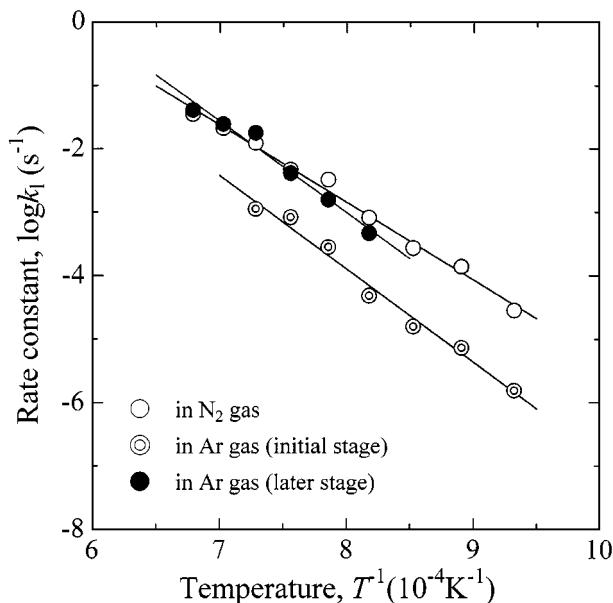 0
-2
-4
-6
-8
Rate constant, logk₁ (s⁻¹)
in N₂ gas
in Ar gas (initial stage)
in Ar gas (later stage)
6 7 8 9 10
Temperature, T⁻¹(10⁻⁴K⁻¹)